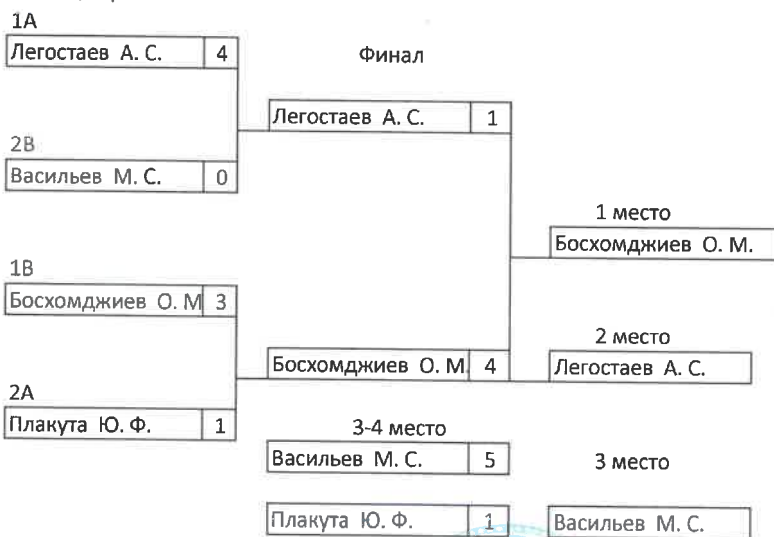 1А
Легостаев А. С. 4
Финал
Легостаев А. С. 1
2В
Васильев М. С. 0
1 место
Босхомджиев О. М.
1В
Босхомджиев О. М 3
2 место
Босхомджиев О. М. 4
Легостаев А. С.
2А
Плакута Ю. Ф. 1
3-4 место
Васильев М. С. 5
3 место
Плакута Ю. Ф. 1
Васильев М. С.